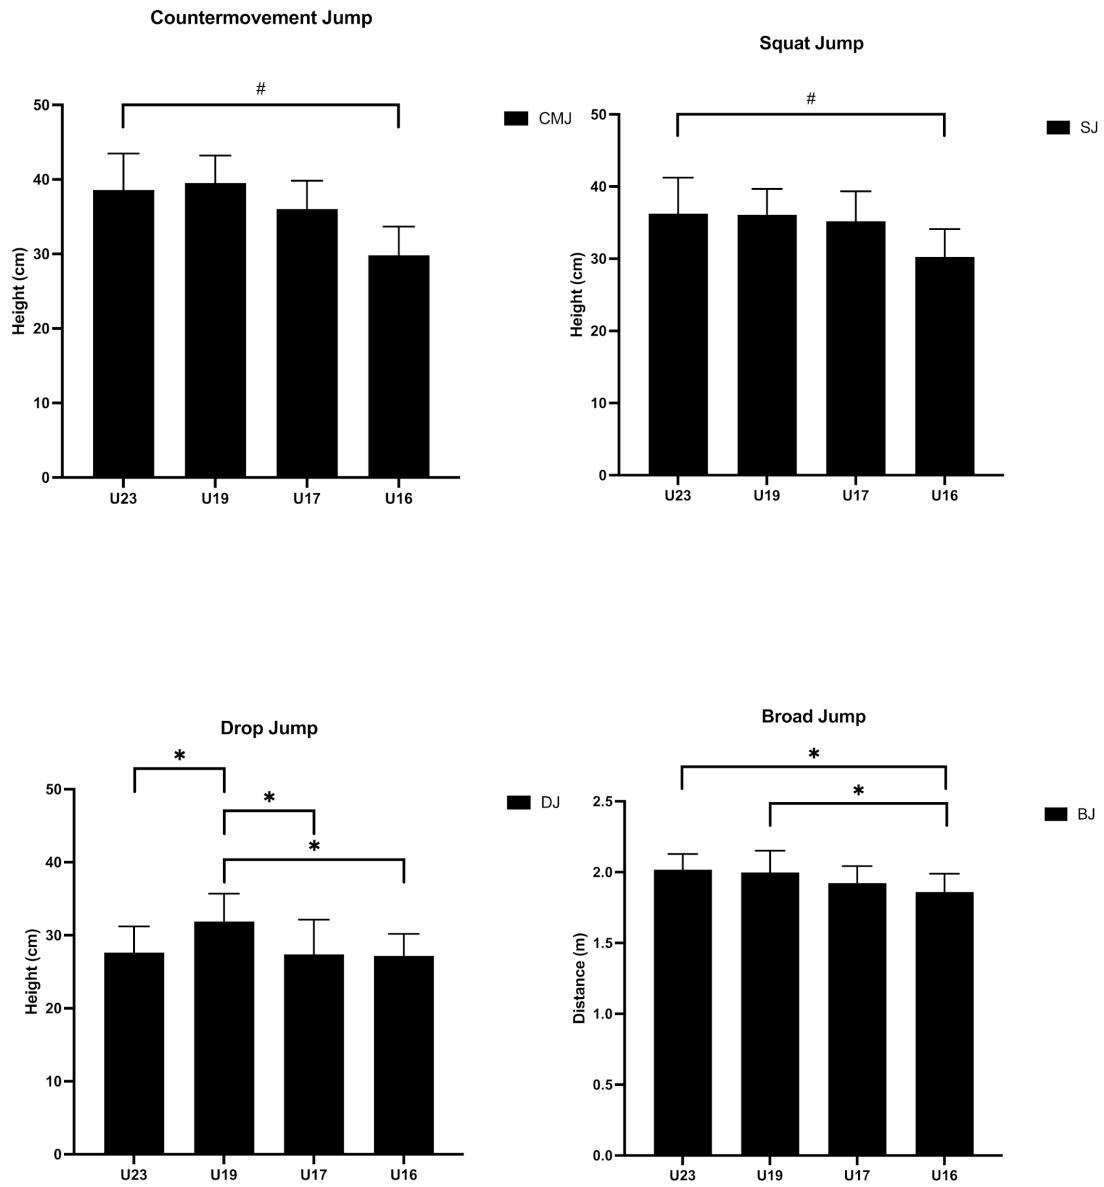 Countermovement Jump
#
CMJ
50
40
30
20
10
0
Height (cm)
U23 U19 U17 U16
Squat Jump
#
SJ
50
40
30
20
10
0
Height (cm)
U23 U19 U17 U16
Drop Jump
*
*
*
DJ
50
40
30
20
10
0
Height (cm)
U23 U19 U17 U16
Broad Jump
*
*
BJ
2.5
2.0
1.5
1.0
0.5
0.0
Distance (m)
U23 U19 U17 U16